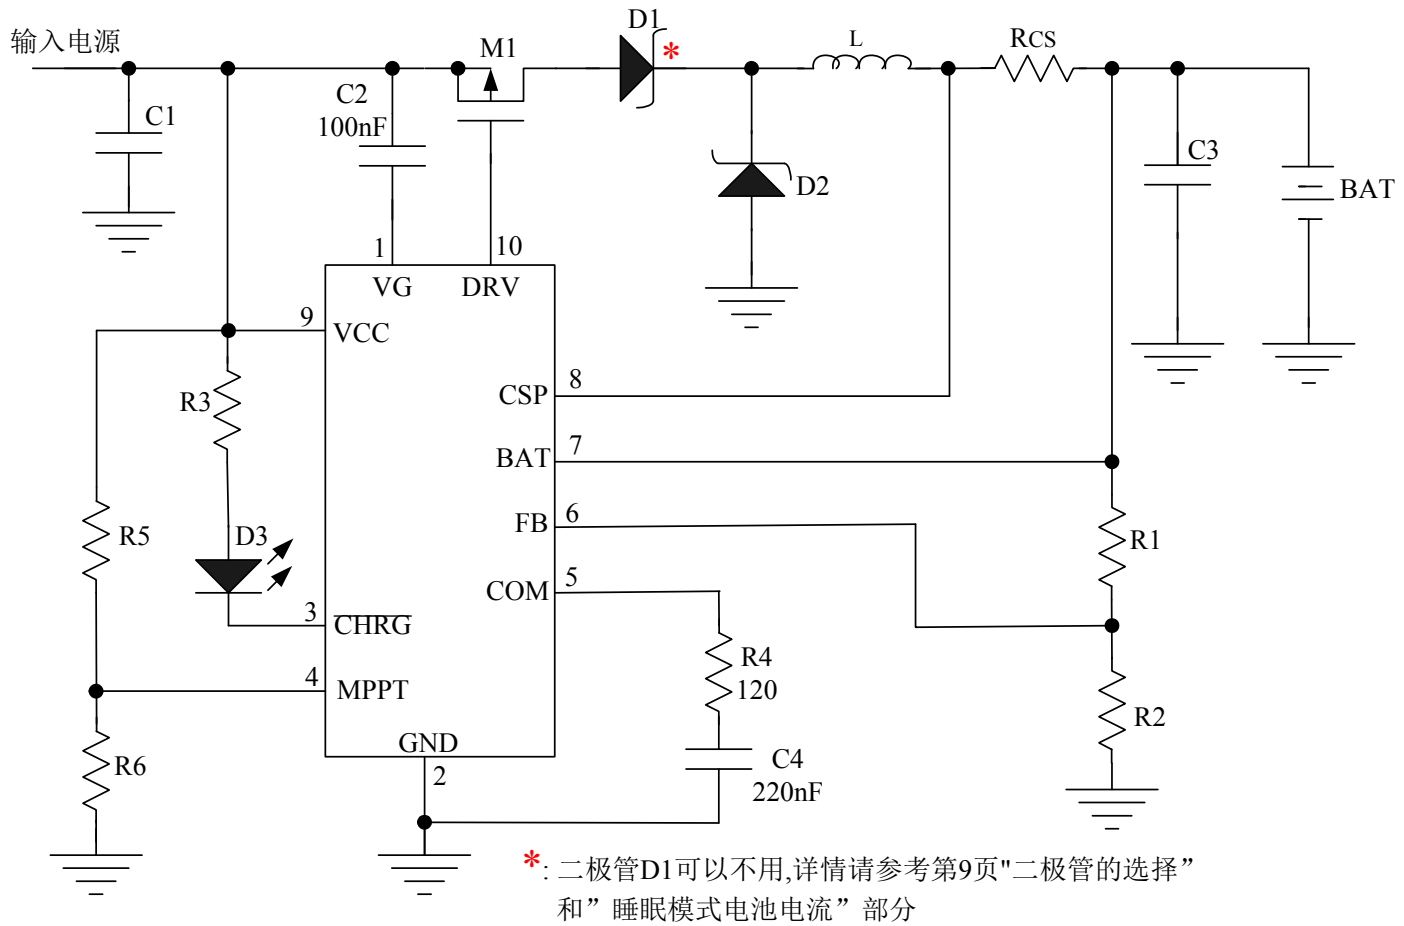 输入电源
D1
*
M1
L
RCS
C2
100nF
C1
C3
D2
BAT
1
10
VG
DRV
9
VCC
8
CSP
R3
7
BAT
6
FB
R5
D3
R1
5
COM
3
CHRG
R4
120
4
MPPT
R2
GND
2
R6
C4
220nF
*: 二极管D1可以不用,详情请参考第9页"二极管的选择”
和”睡眠模式电池电流”部分